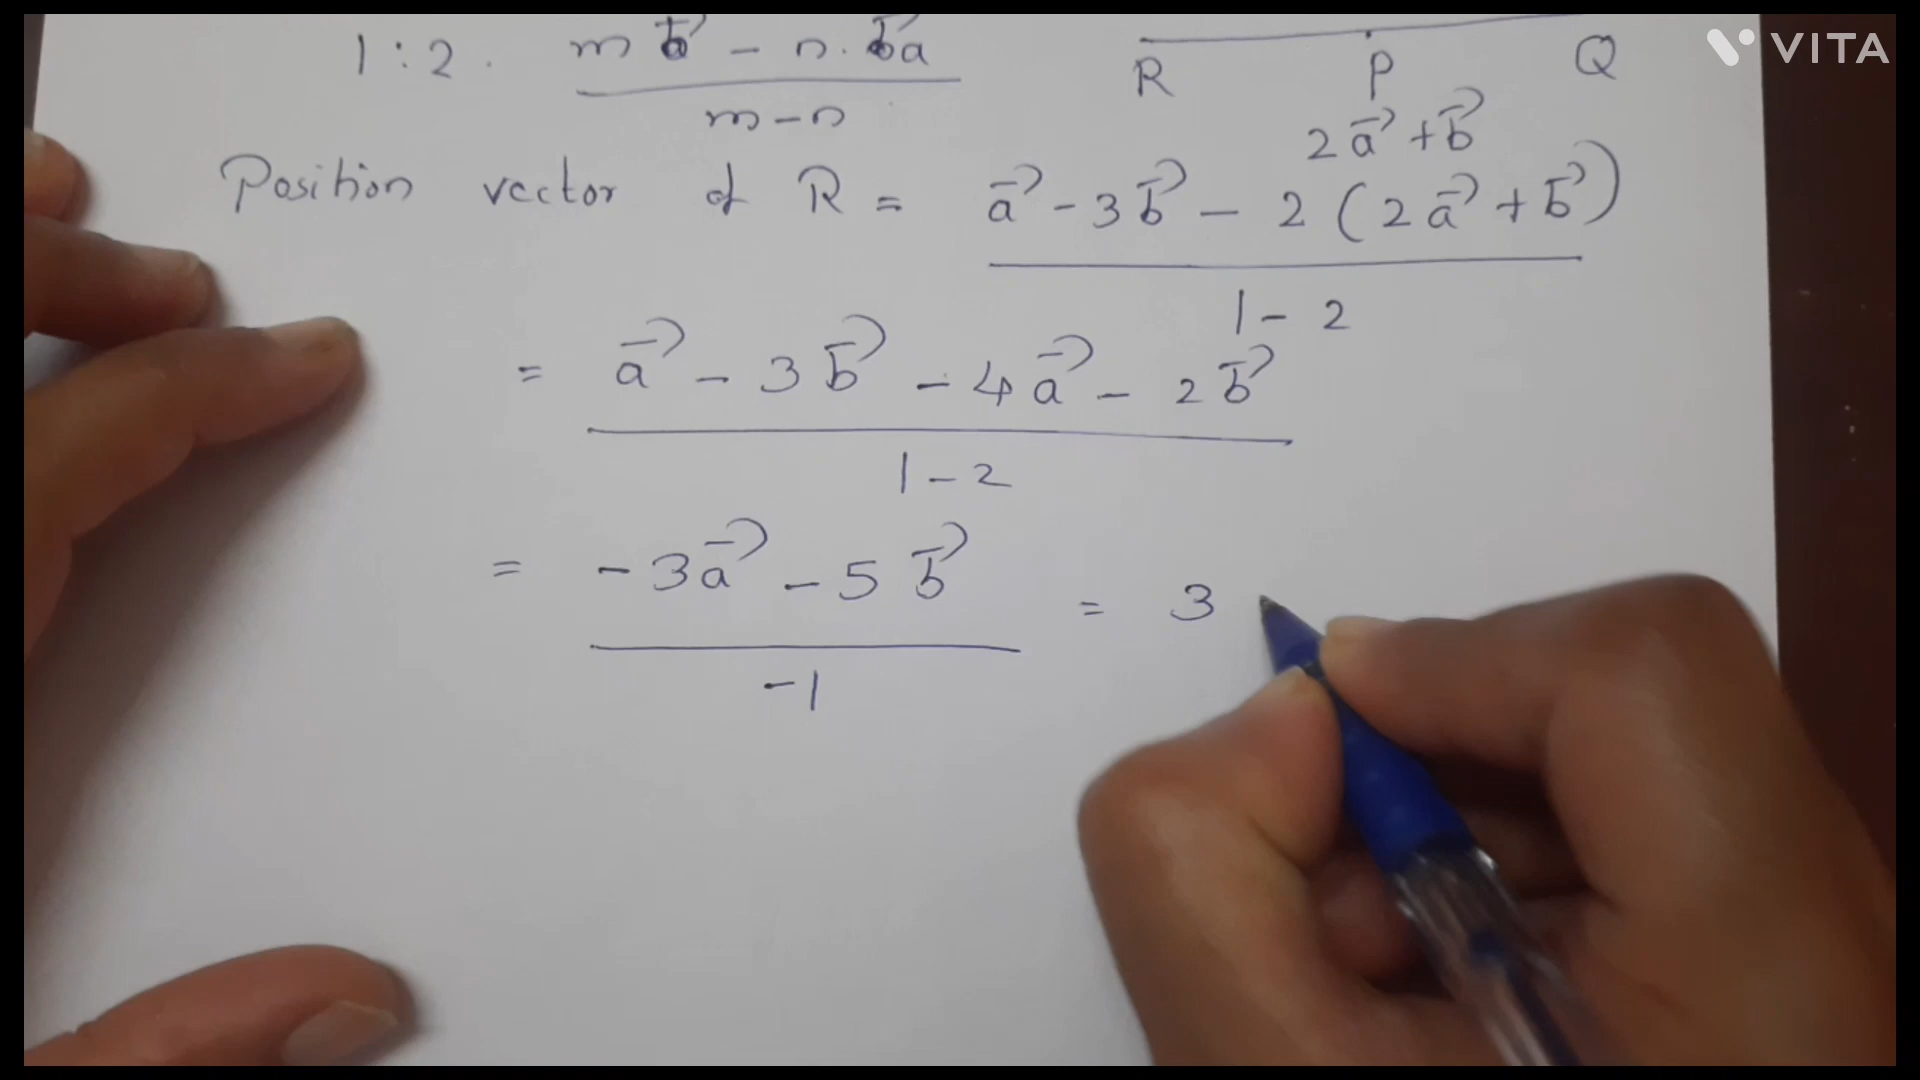 1 : 2 . m b⃗ - n . a
m - n
R P Q
VITA
2a⃗ + b⃗
Position vector of R = a⃗ - 3b⃗ - 2 (2a⃗ + b⃗)
1 - 2
= a⃗ - 3b⃗ - 4a⃗ - 2b⃗
1 - 2
= -3a⃗ - 5b⃗ = 3
-1